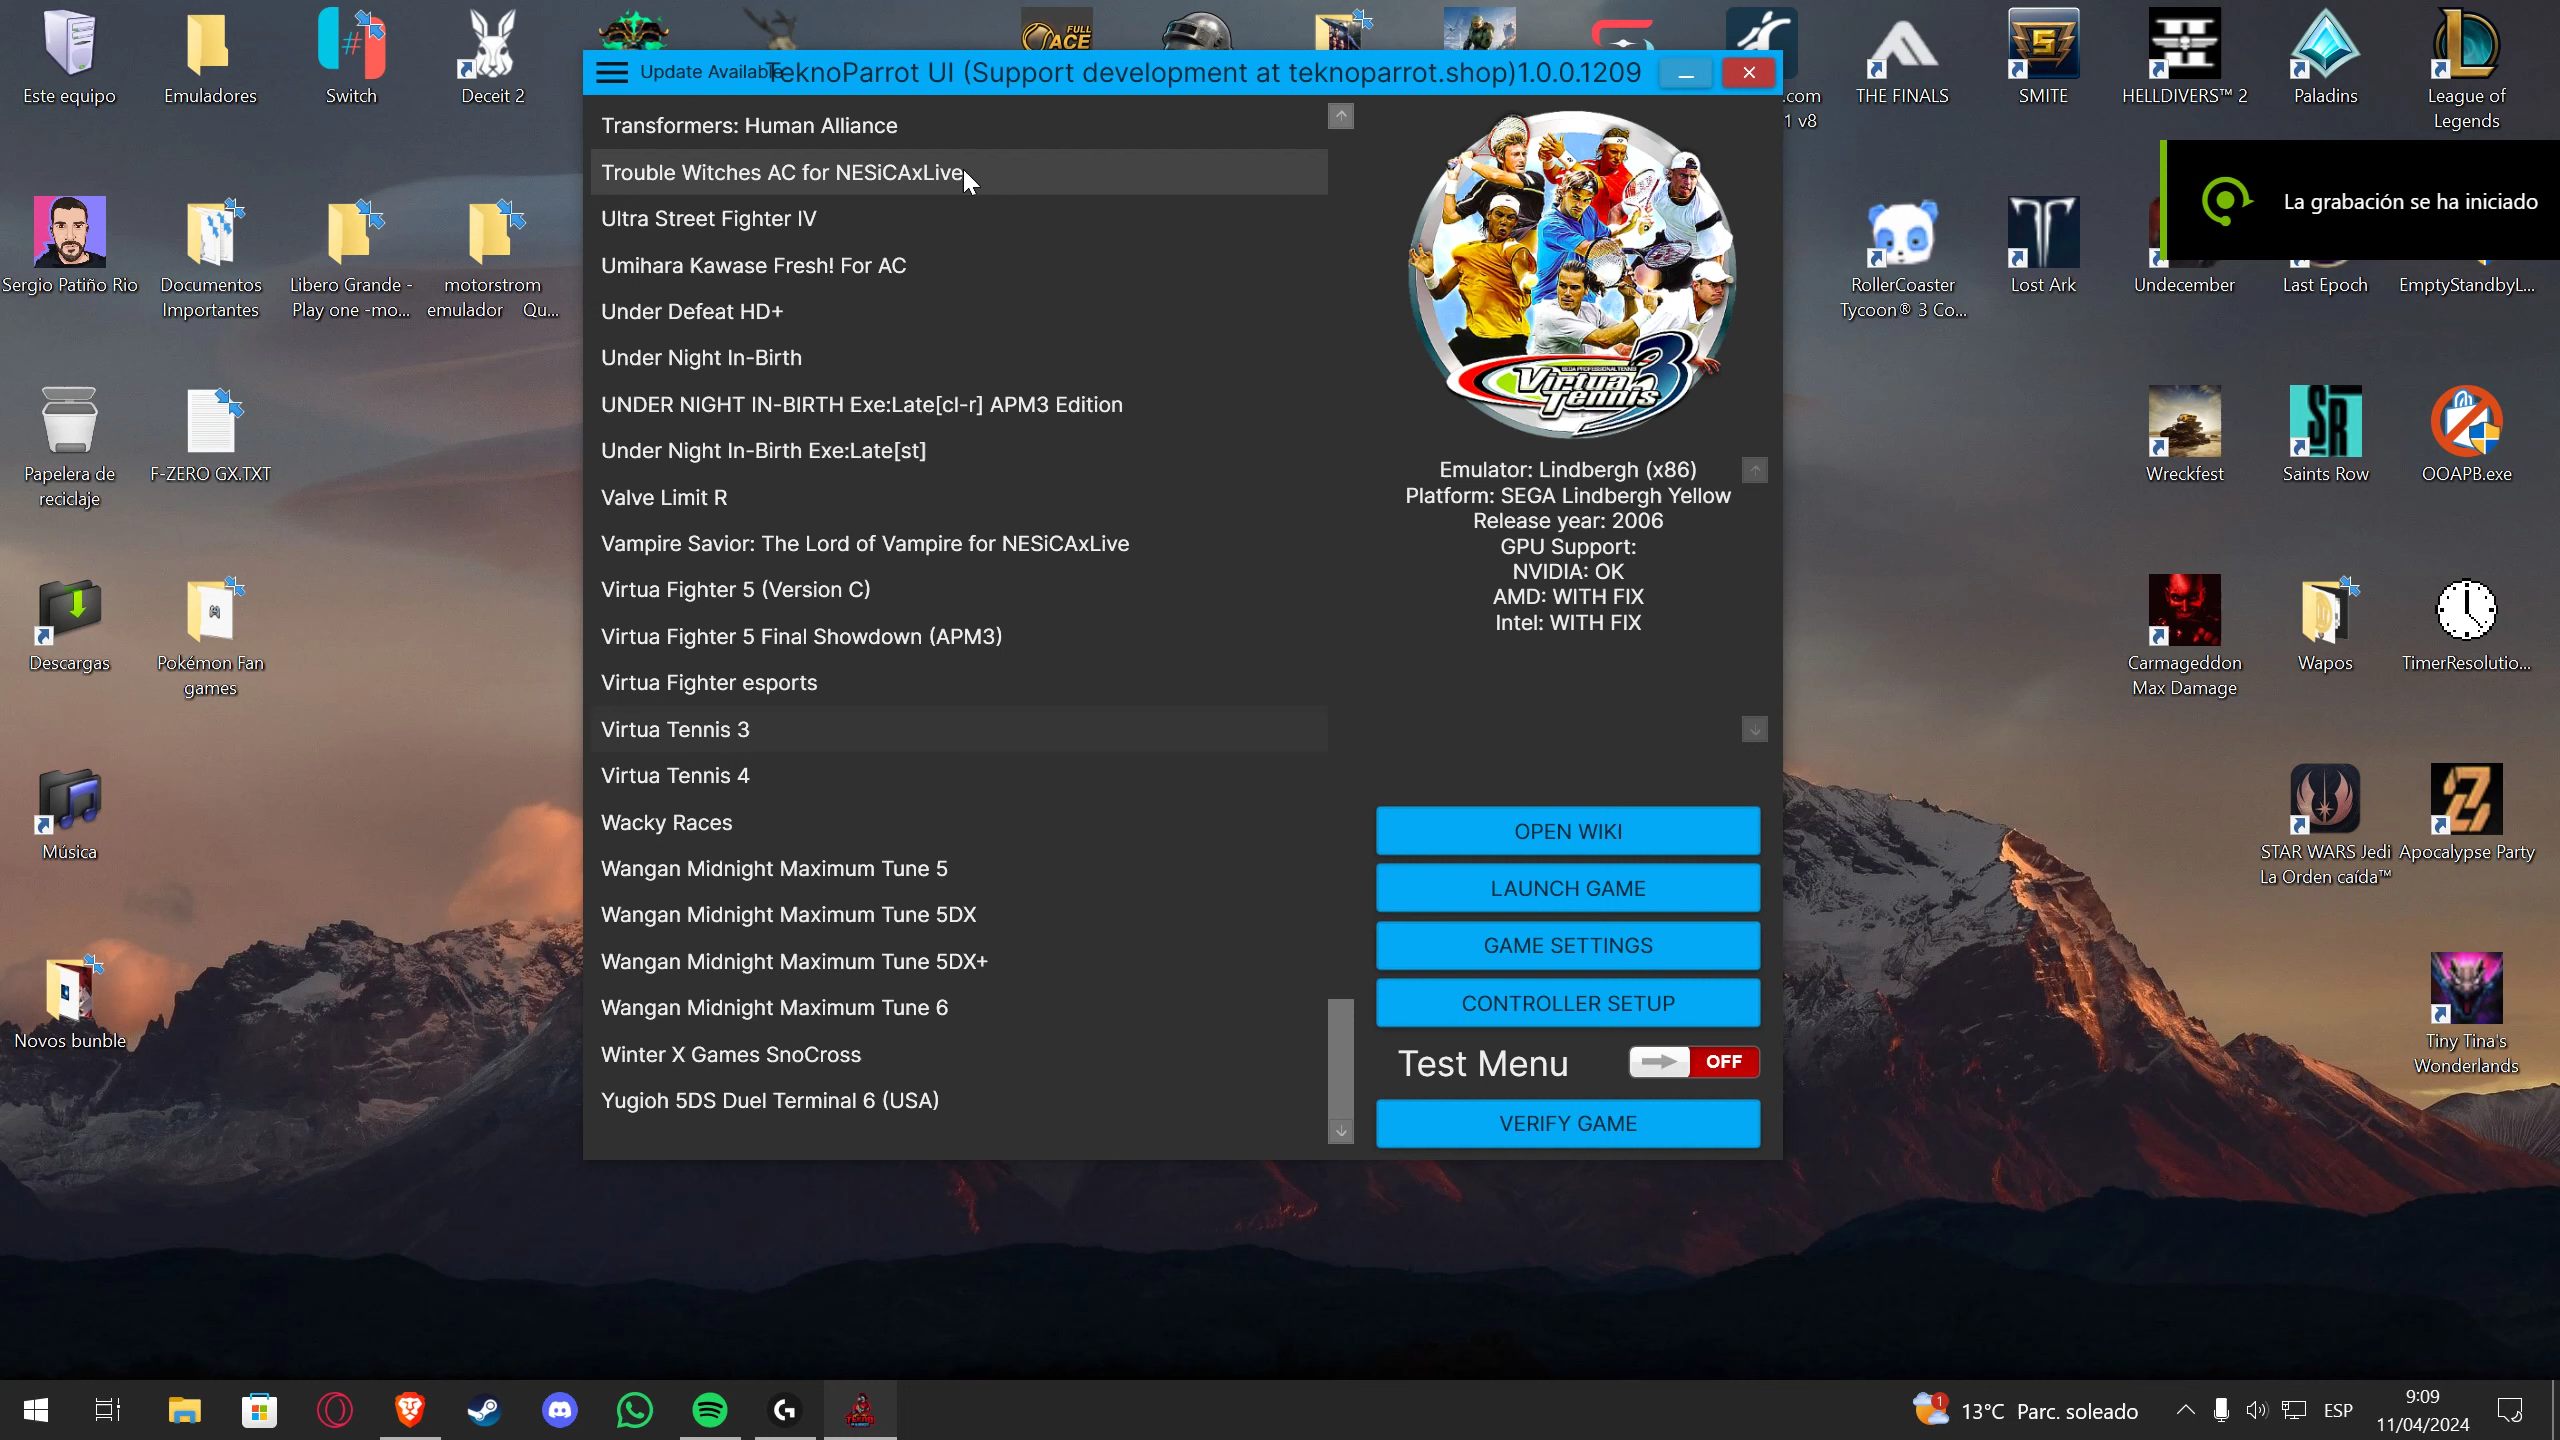 Este equipo
Emuladores
Switch
Deceit 2
FULL
ACE
.com
1 v8
THE FINALS
SMITE
HELLDIVERS™ 2
Paladins
League of
Legends
Update Available
TeknoParrot UI (Support development at teknoparrot.shop)1.0.0.1209
La grabación se ha iniciado
Sergio Patiño Rio
Documentos
Importantes
Libero Grande -
Play one -mo...
motorstrom
emulador Qu...
RollerCoaster
Tycoon® 3 Co...
Lost Ark
Undecember
Last Epoch
EmptyStandbyL...
Papelera de
reciclaje
F-ZERO GX.TXT
Wreckfest
Saints Row
OOAPB.exe
Descargas
Pokémon Fan
games
Carmageddon
Max Damage
Wapos
TimerResolutio...
Música
STAR WARS Jedi
La Orden caída™
Apocalypse Party
Novos bunble
Tiny Tina's
Wonderlands
Transformers: Human Alliance
Trouble Witches AC for NESiCAxLive
Ultra Street Fighter IV
Umihara Kawase Fresh! For AC
Under Defeat HD+
Under Night In-Birth
UNDER NIGHT IN-BIRTH Exe:Late[cl-r] APM3 Edition
Under Night In-Birth Exe:Late[st]
Valve Limit R
Vampire Savior: The Lord of Vampire for NESiCAxLive
Virtua Fighter 5 (Version C)
Virtua Fighter 5 Final Showdown (APM3)
Virtua Fighter esports
Virtua Tennis 3
Virtua Tennis 4
Wacky Races
Wangan Midnight Maximum Tune 5
Wangan Midnight Maximum Tune 5DX
Wangan Midnight Maximum Tune 5DX+
Wangan Midnight Maximum Tune 6
Winter X Games SnoCross
Yugioh 5DS Duel Terminal 6 (USA)
SEGA PROFESSIONAL TENNIS
Virtua
Tennis 3
Emulator: Lindbergh (x86)
Platform: SEGA Lindbergh Yellow
Release year: 2006
GPU Support:
NVIDIA: OK
AMD: WITH FIX
Intel: WITH FIX
OPEN WIKI
LAUNCH GAME
GAME SETTINGS
CONTROLLER SETUP
Test Menu
OFF
VERIFY GAME
1
13°C Parc. soleado
ESP
9:09
11/04/2024